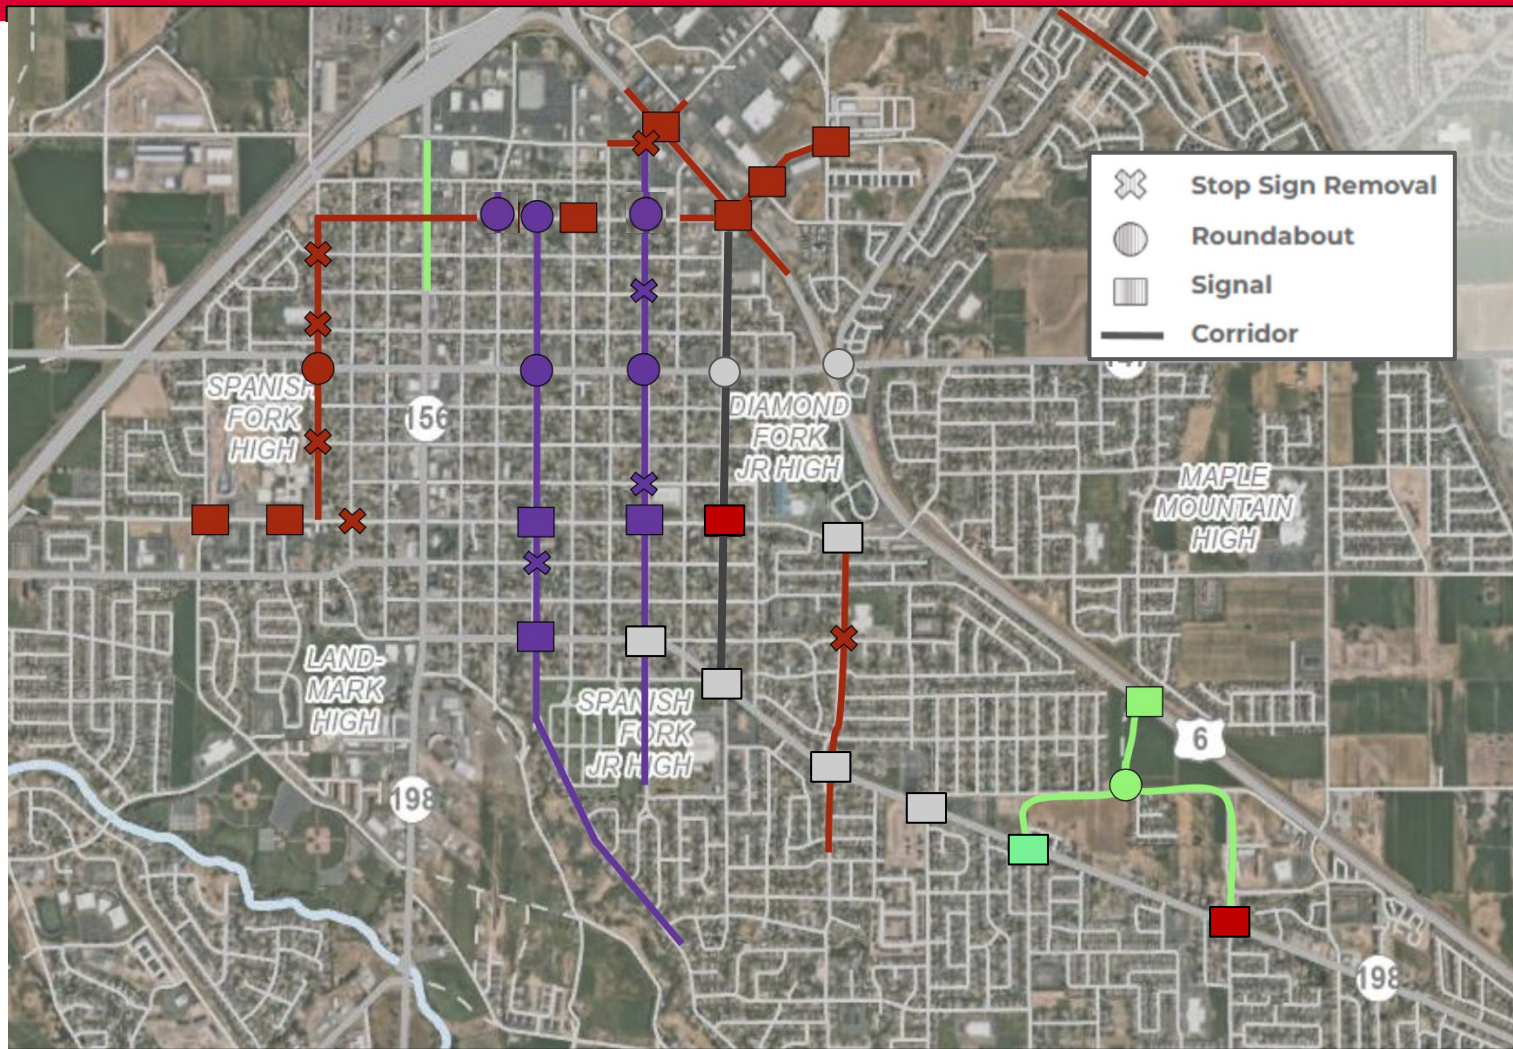 Stop Sign Removal
Roundabout
Signal
Corridor
SPANISH
FORK
HIGH
156
DIAMOND
FORK
JR HIGH
MAPLE
MOUNTAIN
HIGH
LAND-
MARK
HIGH
SPANISH
FORK
JR HIGH
6
198
198